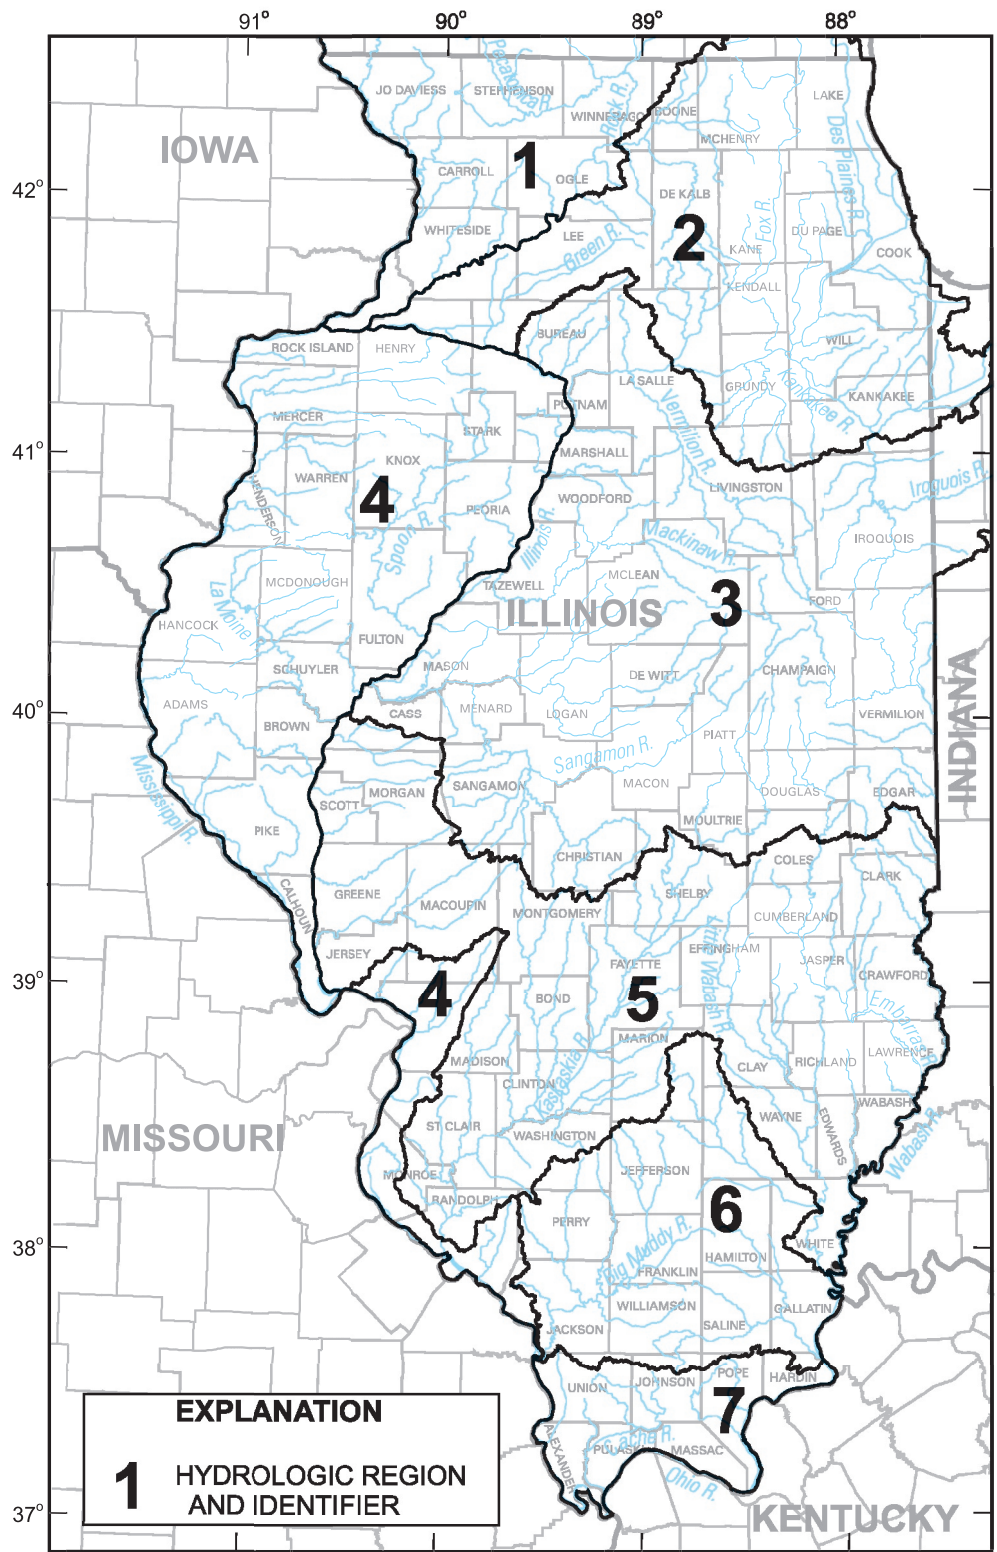 91°
90°
89°
88°
JO DAVIESS
STEPHENSON
Pecatonica R.
WINNEBAGO
Rock R.
BOONE
LAKE
MCHENRY
Des Plaines R.
IOWA
42°
CARROLL
1
OGLE
DE KALB
WHITESIDE
LEE
Green R.
2
Fox R.
KANE
DU PAGE
COOK
KENDALL
ROCK ISLAND
HENRY
BUREAU
WILL
LA SALLE
GRUNDY
Kankakee R.
KANKAKEE
PUTNAM
MERCER
STARK
Vermilion R.
41°
KNOX
MARSHALL
WARREN
HENDERSON
4
PEORIA
WOODFORD
LIVINGSTON
Iroquois R.
Spoon R.
Illinois R.
Mackinaw R.
IROQUOIS
MCDONOUGH
TAZEWELL
MCLEAN
La Moine
ILLINOIS
3
FORD
HANCOCK
FULTON
SCHUYLER
MASON
DE WITT
CHAMPAIGN
INDIANA
40°
ADAMS
BROWN
CASS
MENARD
LOGAN
VERMILION
PIATT
Sangamon R.
Mississippi R.
SCOTT
MORGAN
SANGAMON
MACON
DOUGLAS
EDGAR
MOULTRIE
PIKE
CHRISTIAN
COLES
CLARK
CALHOUN
GREENE
MACOUPIN
MONTGOMERY
SHELBY
CUMBERLAND
JERSEY
Little Wabash R.
EFFINGHAM
FAYETTE
JASPER
CRAWFORD
39°
4
BOND
5
Embarras R.
MARION
MADISON
CLAY
RICHLAND
LAWRENCE
CLINTON
Kaskaskia R.
MISSOURI
ST CLAIR
WASHINGTON
WAYNE
EDWARDS
WABASH
Wabash R.
MONROE
JEFFERSON
RANDOLPH
PERRY
6
38°
Big Muddy R.
HAMILTON
WHITE
FRANKLIN
WILLIAMSON
GALLATIN
JACKSON
SALINE
UNION
JOHNSON
POPE
HARDIN
7
ALEXANDER
Cache R.
PULASKI
MASSAC
Ohio R.
37°
KENTUCKY
EXPLANATION
1
HYDROLOGIC REGION
AND IDENTIFIER